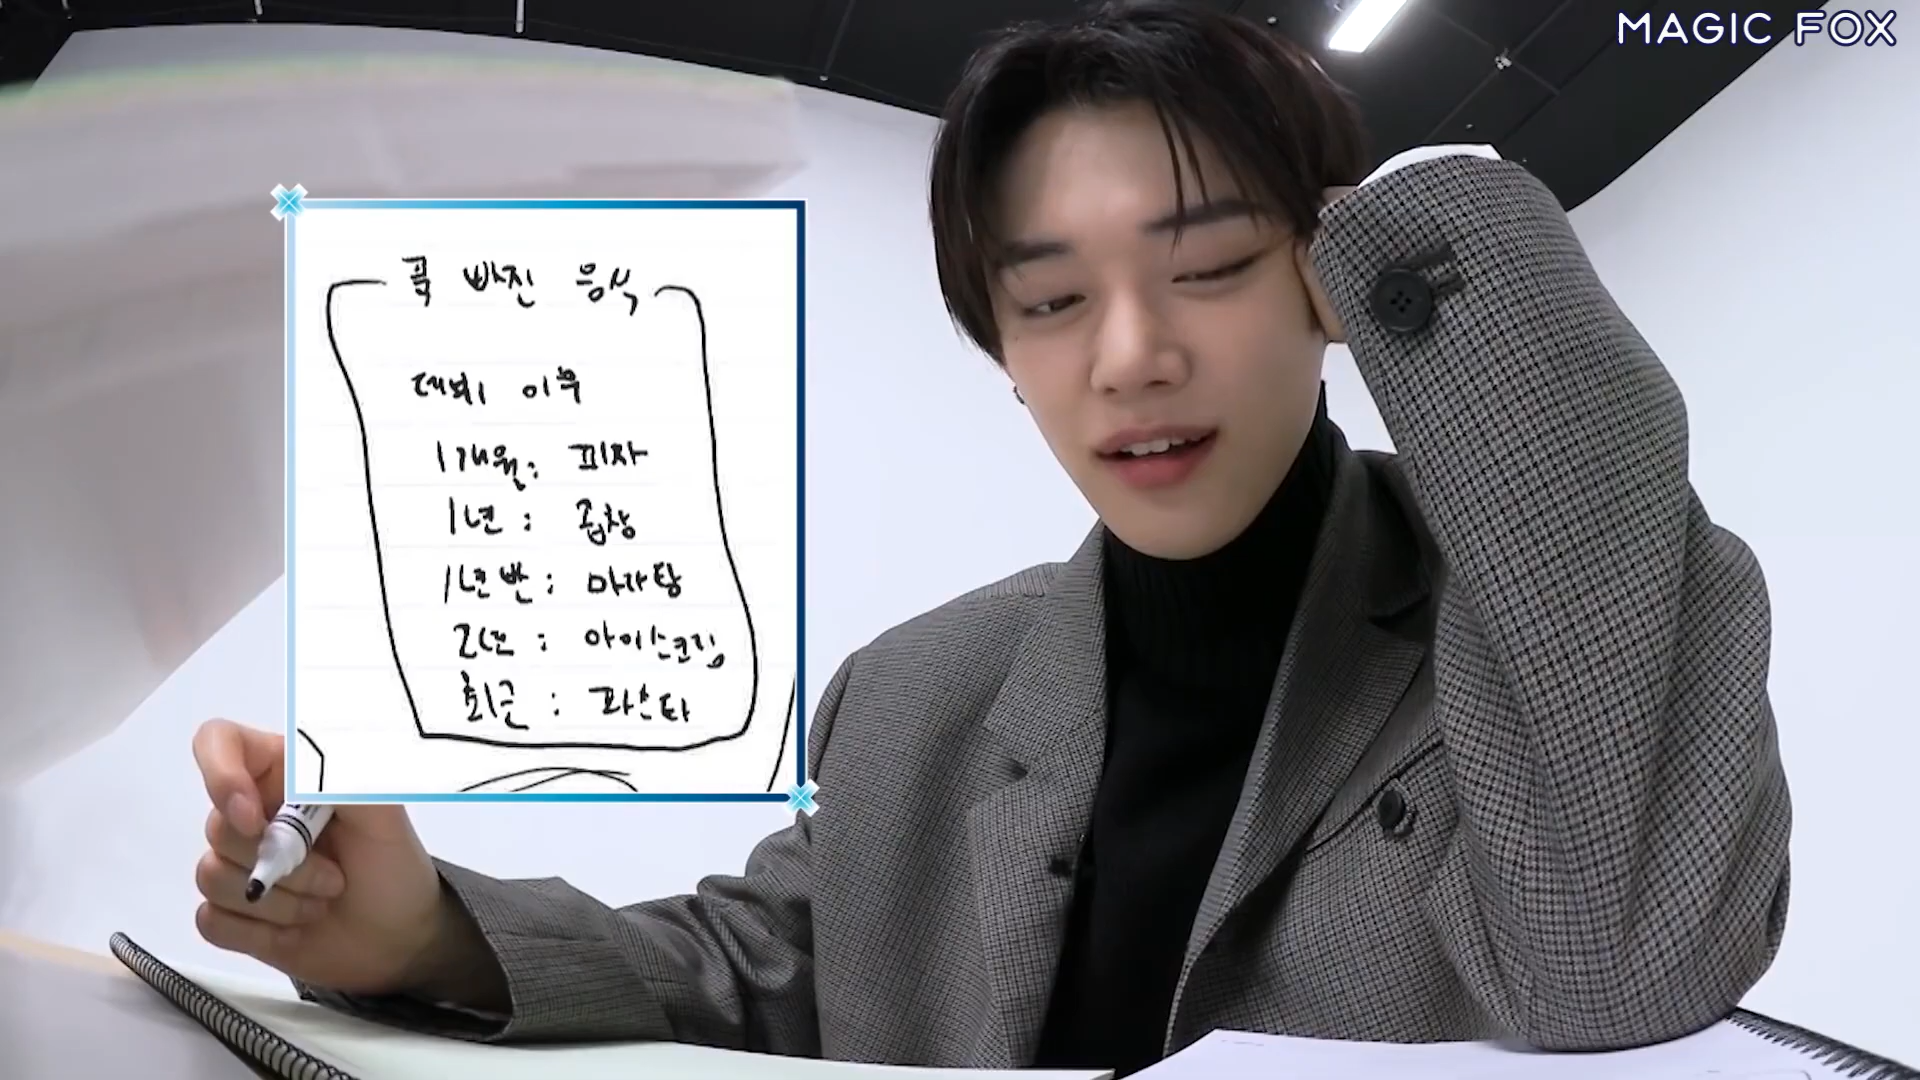 MAGIC FOX
콕 빠진 음식
데뷔 이후
1개월: 피자
1년 : 곱창
1년 반 : 마라탕
2년 : 아이스크림
최근 : 파스타